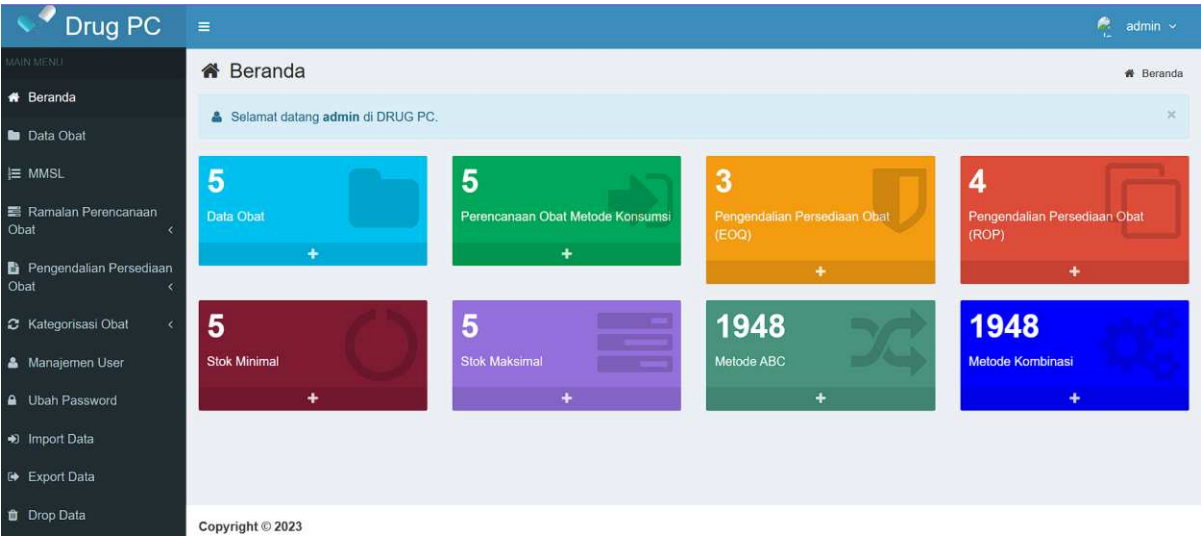 Drug PC
admin
MAIN MENU
Beranda
Data Obat
MMSL
Ramalan Perencanaan
Obat
Pengendalian Persediaan
Obat
Kategorisasi Obat
Manajemen User
Ubah Password
Import Data
Export Data
Drop Data
Beranda
Beranda
Selamat datang admin di DRUG PC.
×
5
Data Obat
+
5
Perencanaan Obat Metode Konsumsi
+
3
Pengendalian Persediaan Obat
(EOQ)
+
4
Pengendalian Persediaan Obat
(ROP)
+
5
Stok Minimal
+
5
Stok Maksimal
+
1948
Metode ABC
+
1948
Metode Kombinasi
+
Copyright © 2023